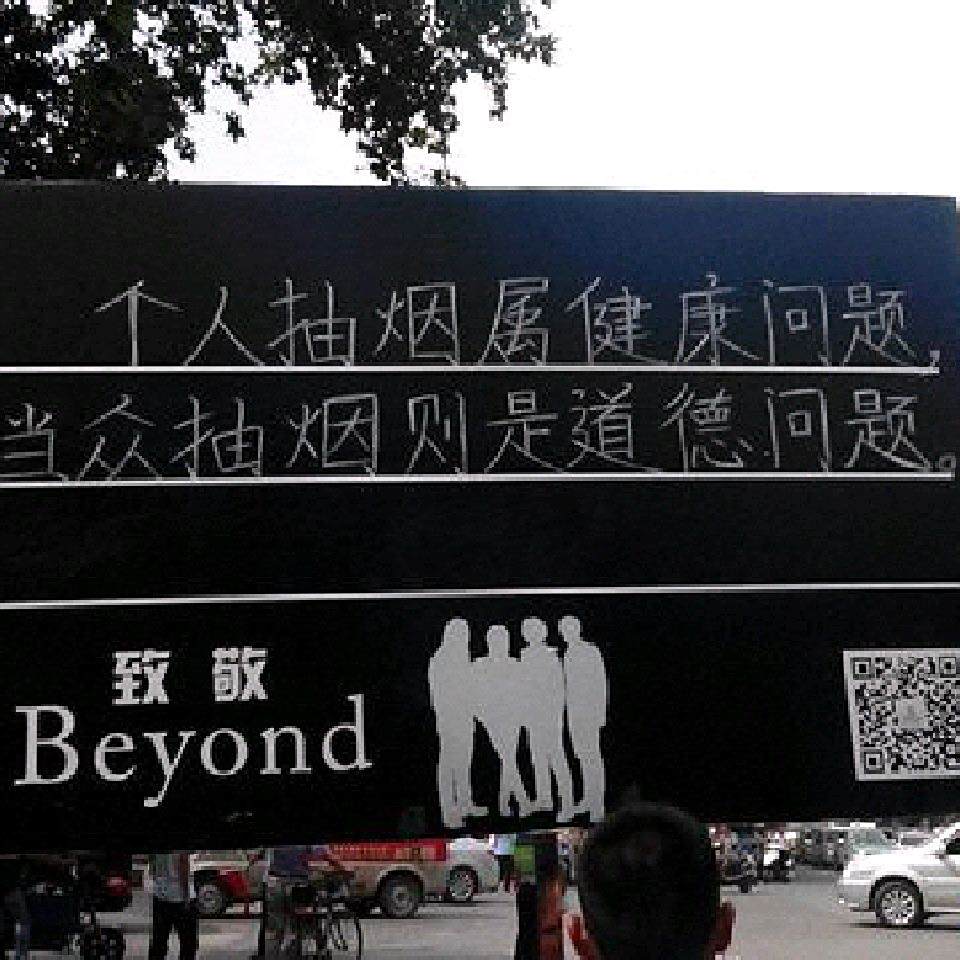 个人抽烟属健康问题,
当众抽烟则是道德问题。
致敬
Beyond